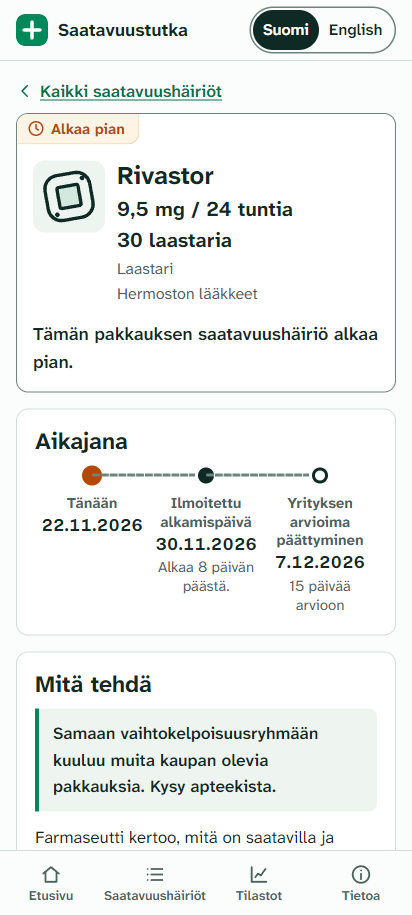 Saatavuustutka
Suomi
English
Kaikki saatavuushäiriöt
Alkaa pian
Rivastor
9,5 mg / 24 tuntia
30 laastaria
Laastari
Hermoston lääkkeet
Tämän pakkauksen saatavuushäiriö alkaa
pian.
Aikajana
Tänään
22.11.2026
Ilmoitettu
alkamispäivä
30.11.2026
Alkaa 8 päivän
päästä.
Yrityksen
arvioima
päättyminen
7.12.2026
15 päivää
arvioon
Mitä tehdä
Samaan vaihtokelpoisuusryhmään
kuuluu muita kaupan olevia
pakkauksia. Kysy apteekista.
Farmaseutti kertoo, mitä on saatavilla ja
Etusivu
Saatavuushäiriöt
Tilastot
Tietoa